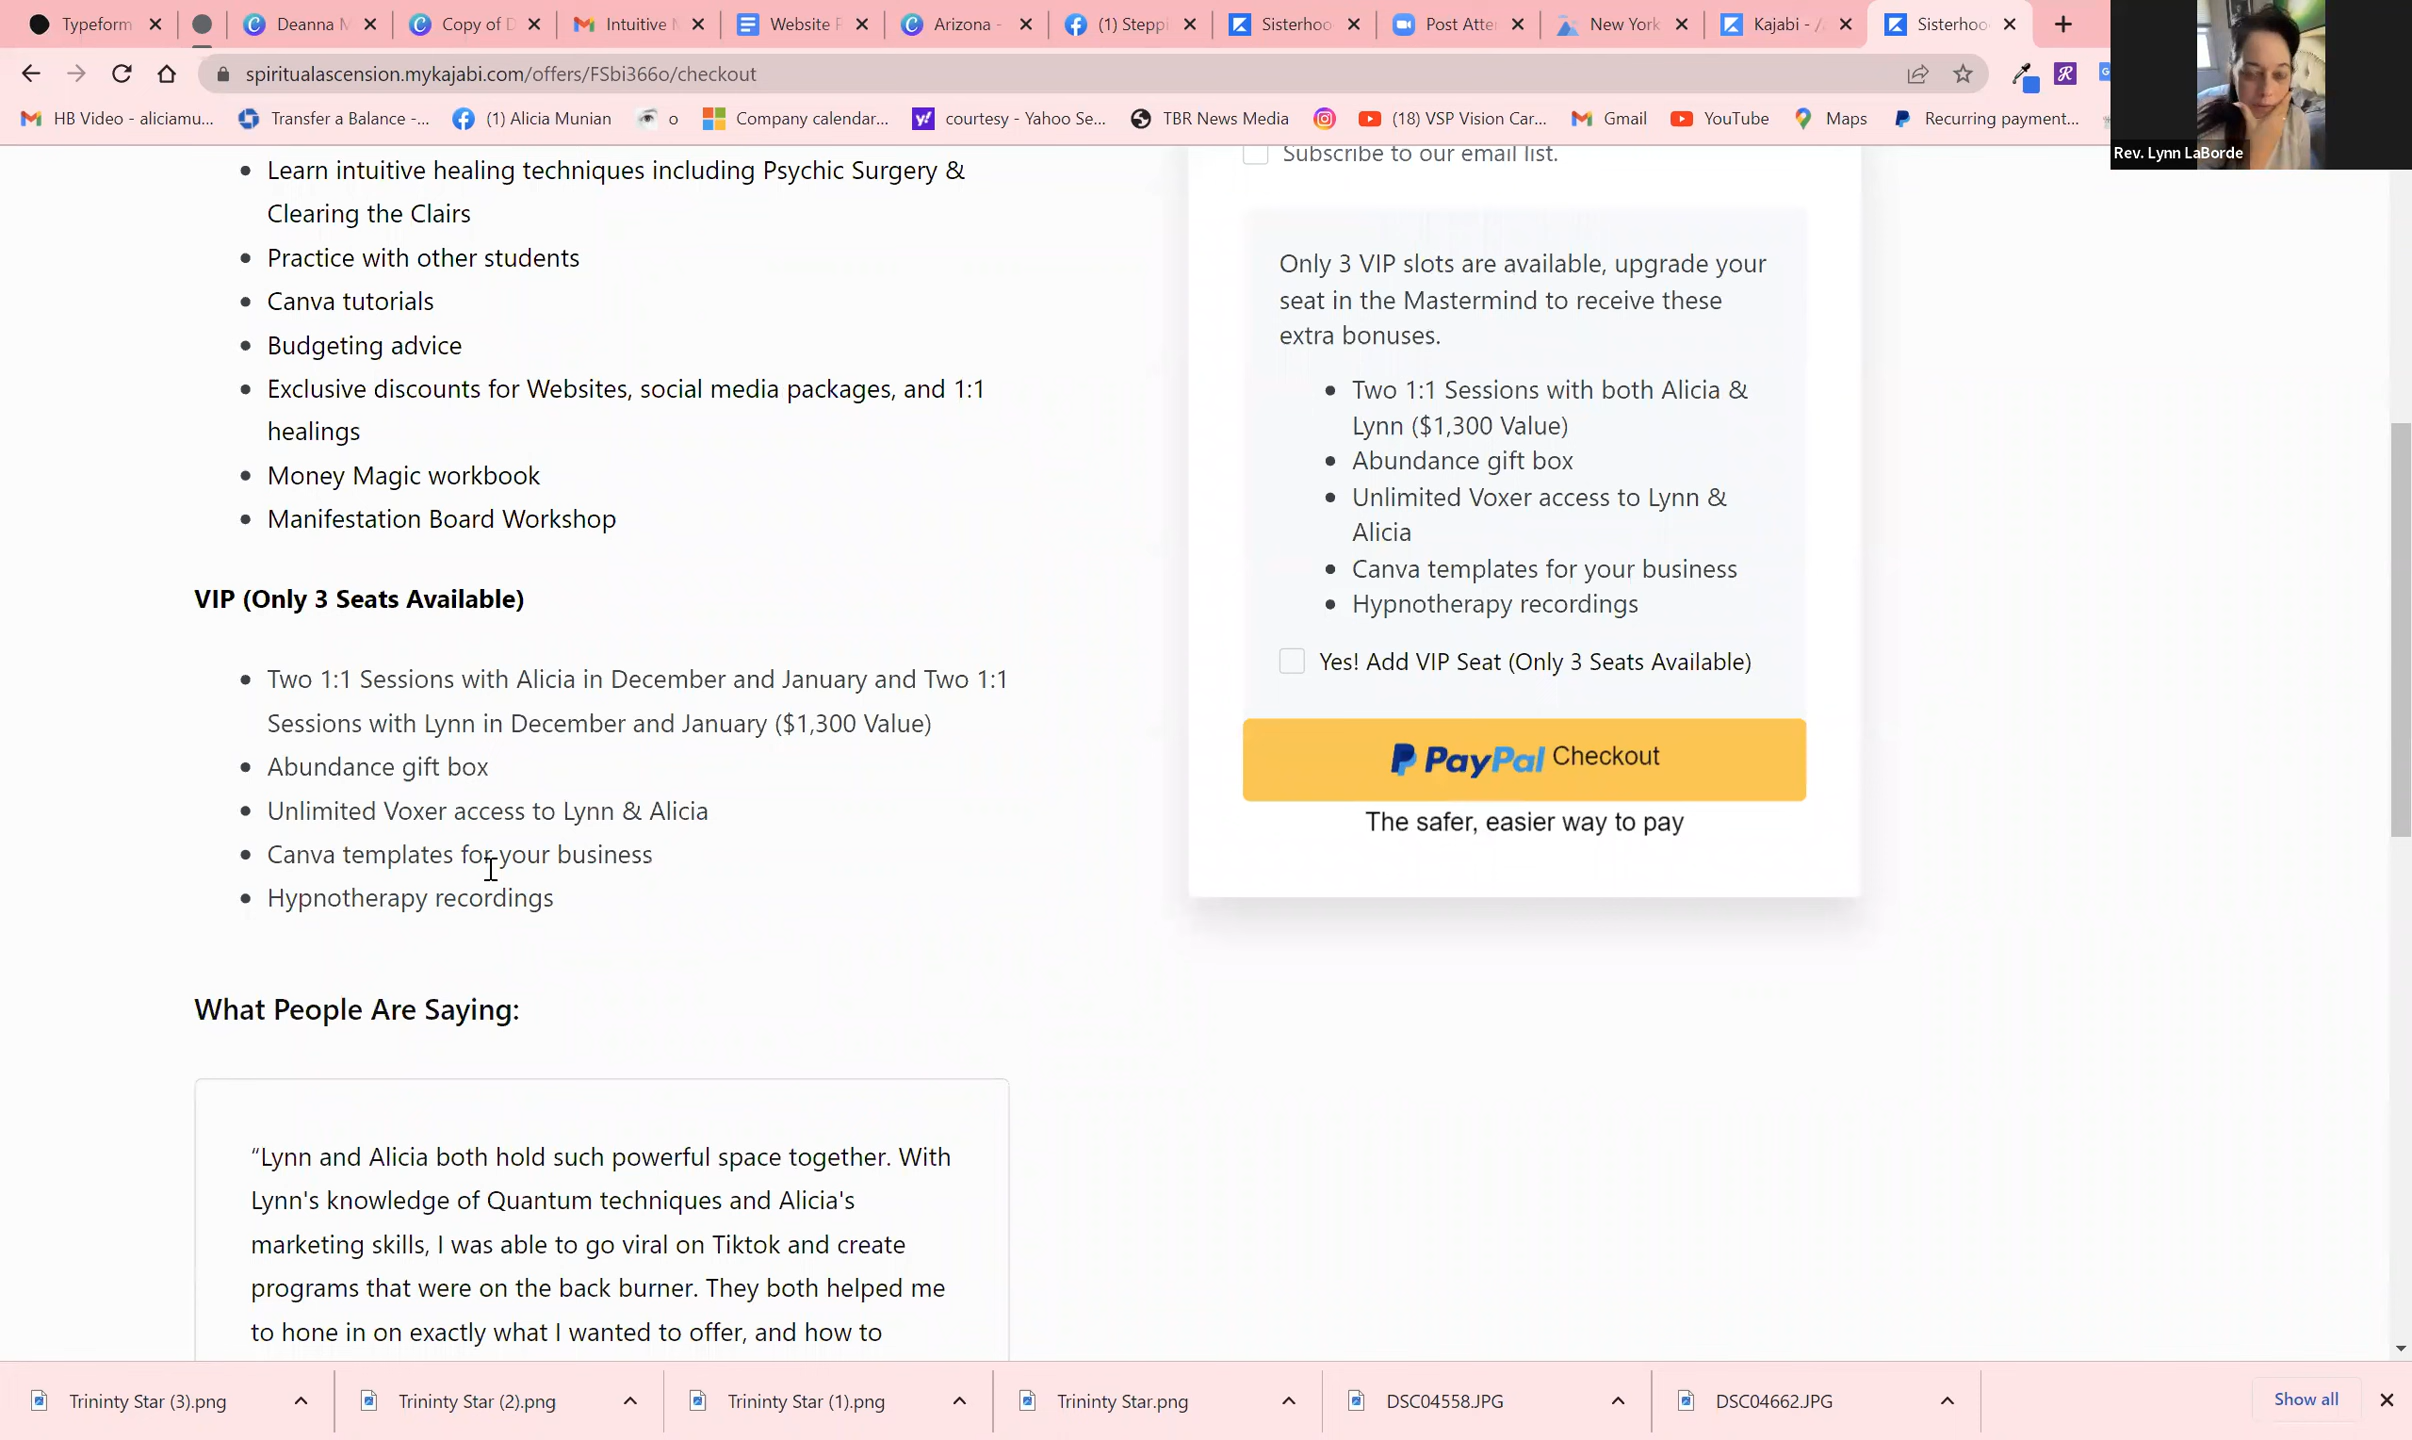 Typeform
Deanna M
Copy of D
Intuitive M
Website P
Arizona -
(1) Steppi
Sisterhoo
Post Atte
New York
Kajabi - /
Sisterhoo
spiritualascension.mykajabi.com/offers/FSbi366o/checkout
HB Video - aliciamu...
Transfer a Balance -...
(1) Alicia Munian
o
Company calendar...
courtesy - Yahoo Se...
TBR News Media
(18) VSP Vision Car...
Gmail
YouTube
Maps
Recurring payment...
Rev. Lynn LaBorde
Learn intuitive healing techniques including Psychic Surgery &
Clearing the Clairs
Practice with other students
Canva tutorials
Budgeting advice
Exclusive discounts for Websites, social media packages, and 1:1
healings
Money Magic workbook
Manifestation Board Workshop
VIP (Only 3 Seats Available)
Two 1:1 Sessions with Alicia in December and January and Two 1:1
Sessions with Lynn in December and January ($1,300 Value)
Abundance gift box
Unlimited Voxer access to Lynn & Alicia
Canva templates for your business
Hypnotherapy recordings
What People Are Saying:
“Lynn and Alicia both hold such powerful space together. With
Lynn's knowledge of Quantum techniques and Alicia's
marketing skills, I was able to go viral on Tiktok and create
programs that were on the back burner. They both helped me
to hone in on exactly what I wanted to offer, and how to
Subscribe to our email list.
Only 3 VIP slots are available, upgrade your
seat in the Mastermind to receive these
extra bonuses.
Two 1:1 Sessions with both Alicia &
Lynn ($1,300 Value)
Abundance gift box
Unlimited Voxer access to Lynn &
Alicia
Canva templates for your business
Hypnotherapy recordings
Yes! Add VIP Seat (Only 3 Seats Available)
PayPal Checkout
The safer, easier way to pay
Trininty Star (3).png
Trininty Star (2).png
Trininty Star (1).png
Trininty Star.png
DSC04558.JPG
DSC04662.JPG
Show all